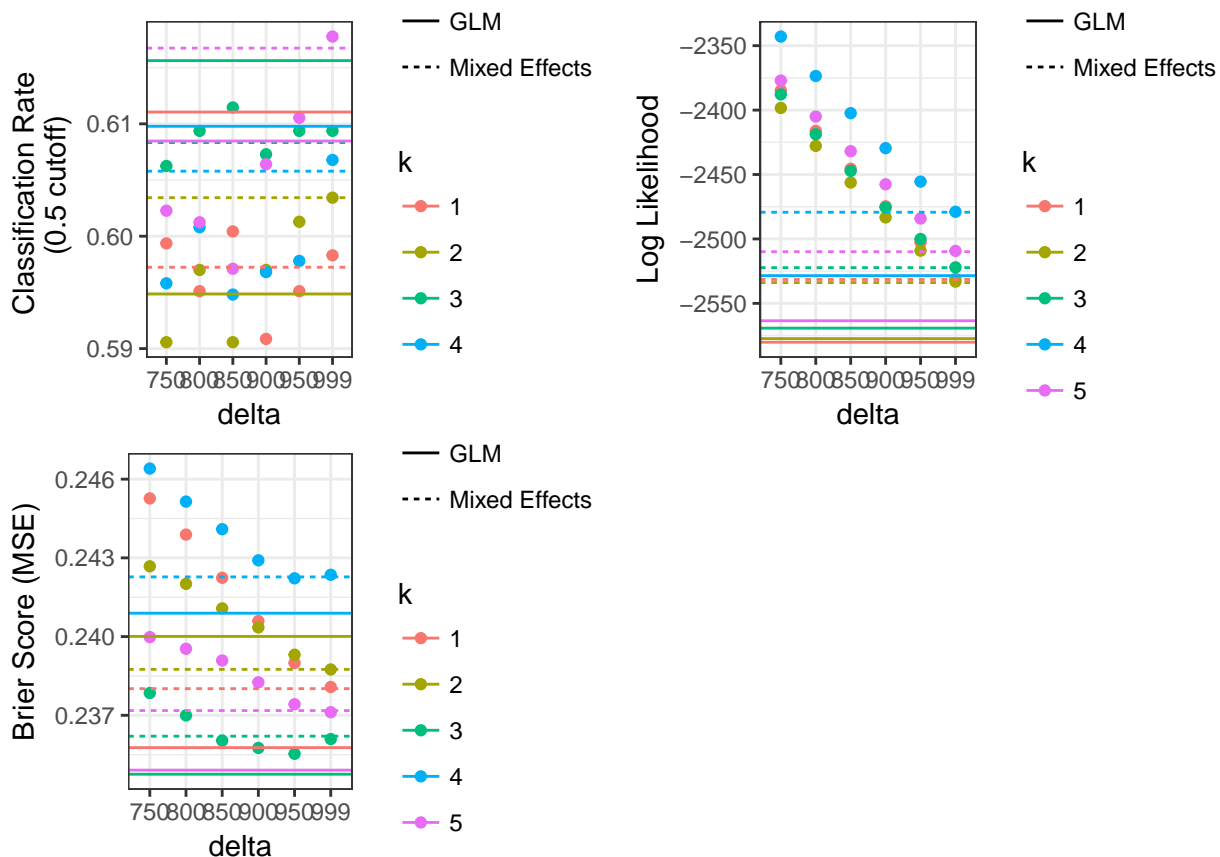 Classification Rate
(0.5 cutoff)
0.61
0.60
0.59
750 800 850 900 950 999
delta
GLM
Mixed Effects
k
1
2
3
4
Log Likelihood
−2350
−2400
−2450
−2500
−2550
750 800 850 900 950 999
delta
GLM
Mixed Effects
k
1
2
3
4
5
Brier Score (MSE)
0.246
0.243
0.240
0.237
750 800 850 900 950 999
delta
GLM
Mixed Effects
k
1
2
3
4
5